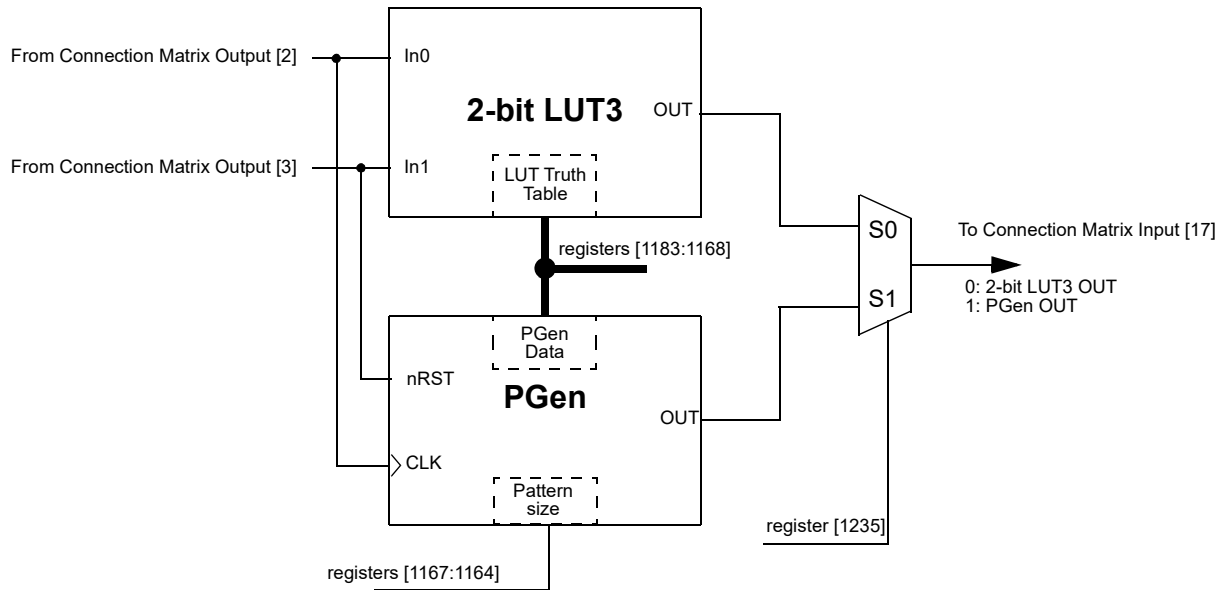 From Connection Matrix Output [2]
In0
2-bit LUT3
OUT
From Connection Matrix Output [3]
In1
LUT Truth
Table
registers [1183:1168]
S0
To Connection Matrix Input [17]
0: 2-bit LUT3 OUT
1: PGen OUT
S1
PGen
Data
nRST
PGen
OUT
CLK
Pattern
size
register [1235]
registers [1167:1164]